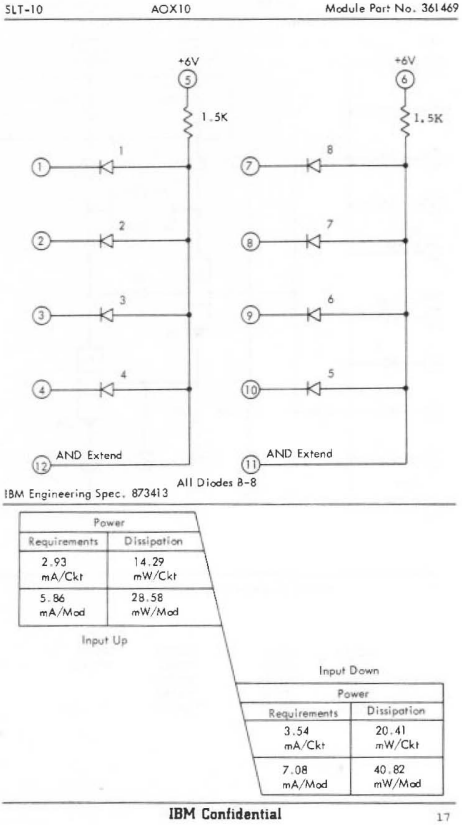 SLT-10 AOX10 Module Part No. 361469
+6V +6V
5 6
1.5K 1.5K
1 8
1 7
2 7
2 8
3 6
3 9
4 5
4 10
12 AND Extend 11 AND Extend
All Diodes B-8
IBM Engineering Spec. 873413
Power
Requirements Dissipation
2.93 14.29
mA/Ckt mW/Ckt
5.86 28.58
mA/Mod mW/Mod
Input Up
Input Down
Power
Requirements Dissipation
3.54 20.41
mA/Ckt mW/Ckt
7.08 40.82
mA/Mod mW/Mod
IBM Confidential 17